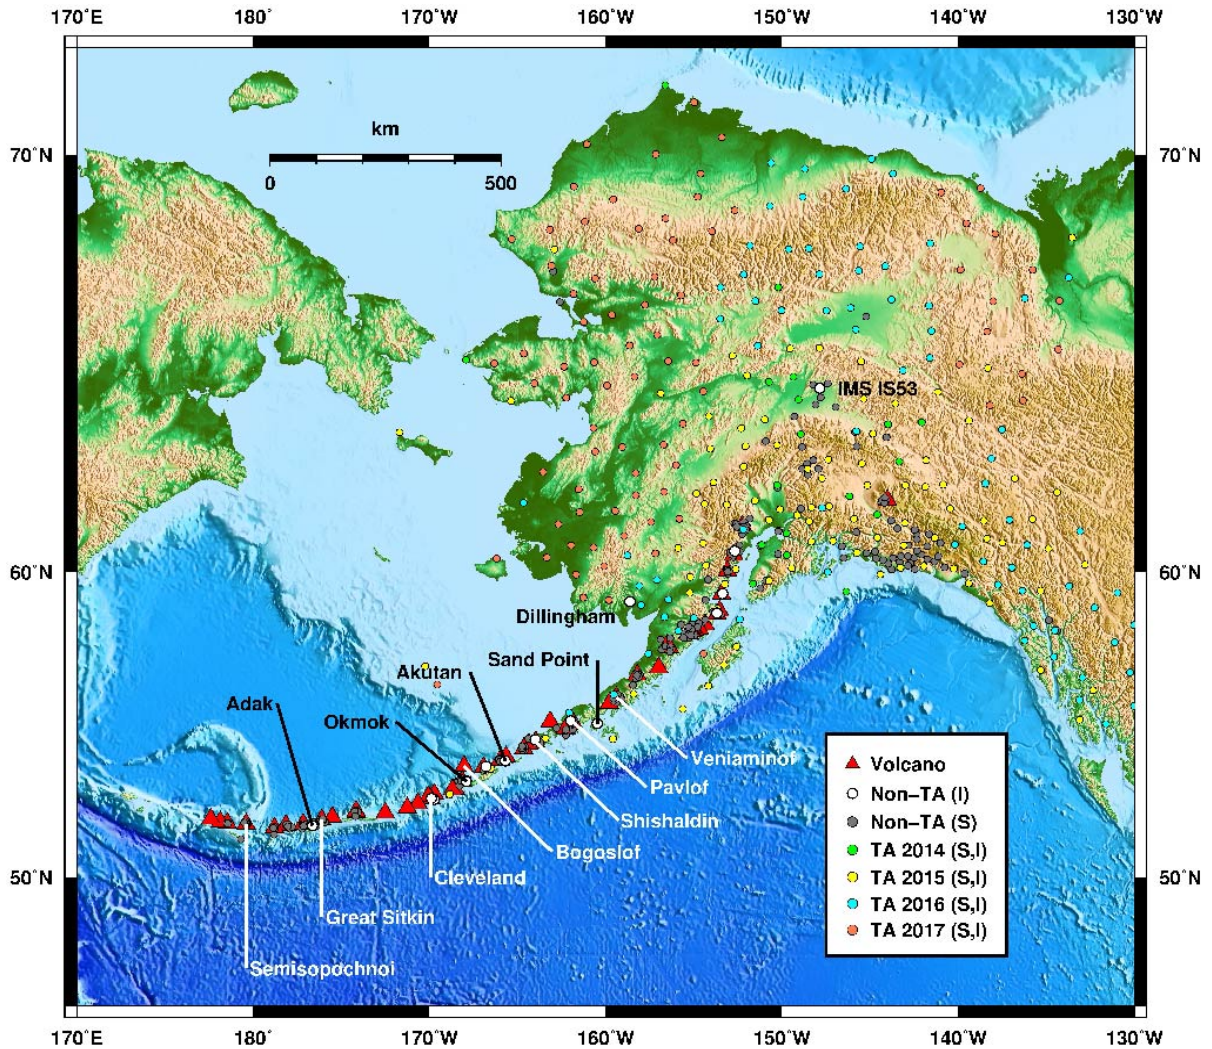 170˚E 180˚ 170˚W 160˚W 150˚W 140˚W 130˚W
km
70˚N 70˚N
0 500
IMS IS53
60˚N 60˚N
Dillingham
Sand Point
Akutan
Adak
Okmok
Veniaminof
Volcano
Pavlof
Non-TA (I)
Shishaldin
Non-TA (S)
Bogoslof
TA 2014 (S,I)
Cleveland
50˚N TA 2015 (S,I) 50˚N
TA 2016 (S,I)
Great Sitkin
TA 2017 (S,I)
Semisopochnoi
170˚E 180˚ 170˚W 160˚W 150˚W 140˚W 130˚W